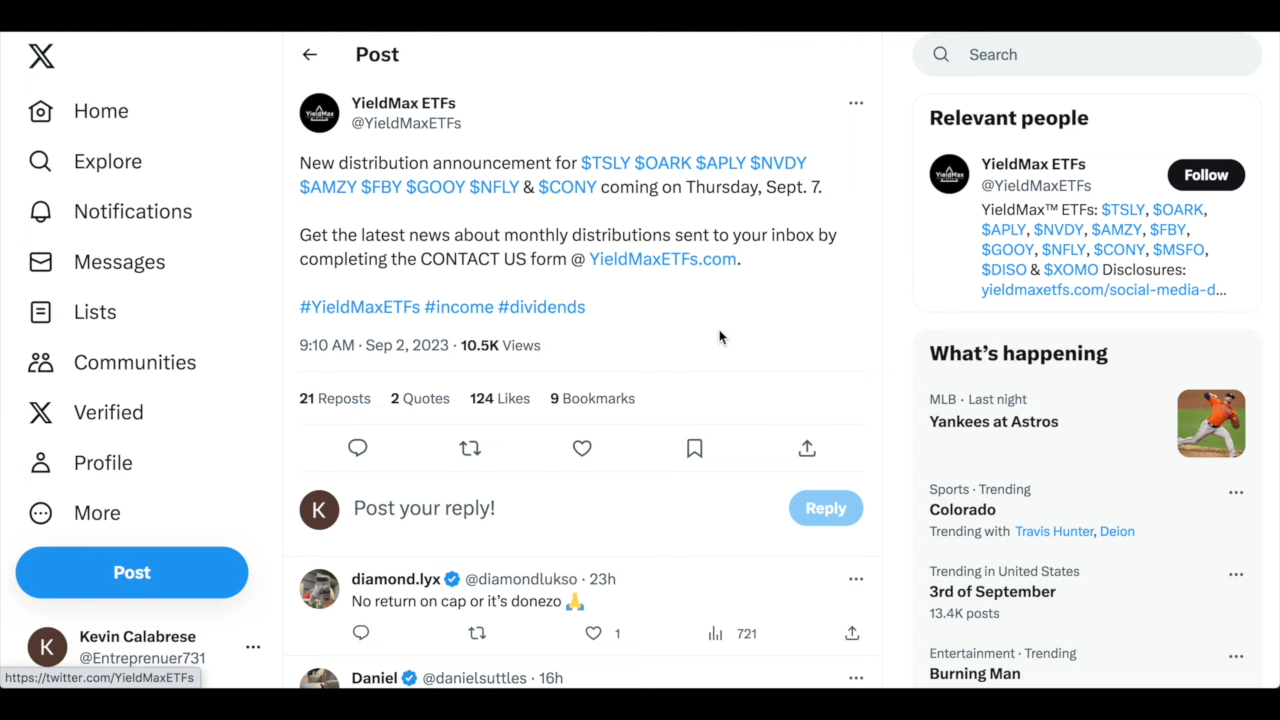 Home
Explore
Notifications
Messages
Lists
Communities
Verified
Profile
More
Post
Kevin Calabrese
@Entreprenuer731
https://twitter.com/YieldMaxETFs
Post
YieldMax ETFs
@YieldMaxETFs
New distribution announcement for $TSLY $OARK $APLY $NVDY
$AMZY $FBY $GOOY $NFLY & $CONY coming on Thursday, Sept. 7.
Get the latest news about monthly distributions sent to your inbox by
completing the CONTACT US form @ YieldMaxETFs.com.
#YieldMaxETFs #income #dividends
9:10 AM · Sep 2, 2023 · 10.5K Views
21 Reposts 2 Quotes 124 Likes 9 Bookmarks
K Post your reply! Reply
diamond.lyx @diamondlukso · 23h
No return on cap or it’s donezo 🙏
1 721
Daniel @danielsuttles · 16h
Search
Relevant people
YieldMax ETFs
@YieldMaxETFs
Follow
YieldMax™ ETFs: $TSLY, $OARK,
$APLY, $NVDY, $AMZY, $FBY,
$GOOY, $NFLY, $CONY, $MSFO,
$DISO & $XOMO Disclosures:
yieldmaxetfs.com/social-media-d…
What’s happening
MLB · Last night
Yankees at Astros
Sports · Trending
Colorado
Trending with Travis Hunter, Deion
Trending in United States
3rd of September
13.4K posts
Entertainment · Trending
Burning Man